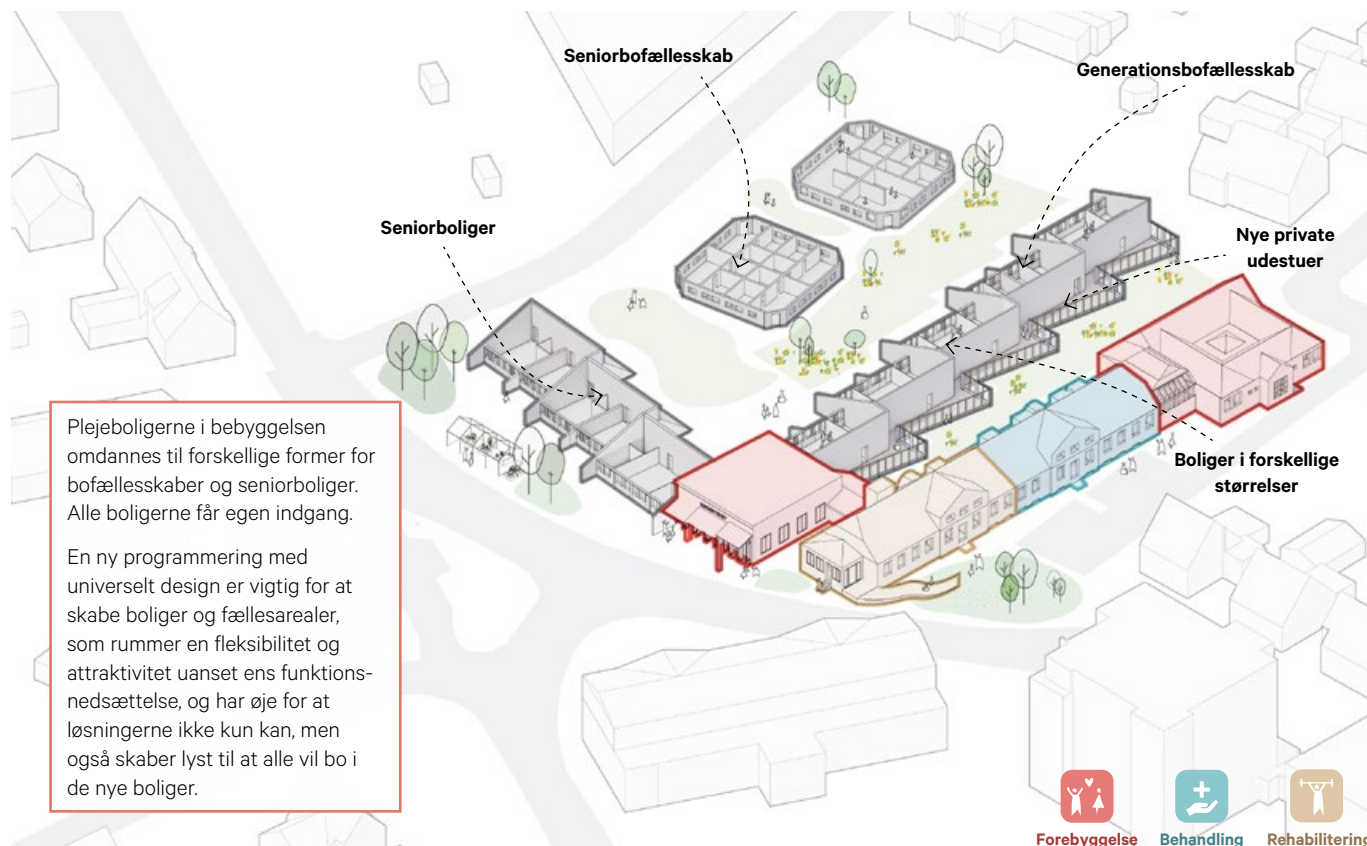 Seniorbofællesskab
Generationsbofællesskab
Seniorboliger
Nye private
udestuer
Boliger i forskellige
størrelser
Plejeboligerne i bebyggelsen
omdannes til forskellige former for
bofællesskaber og seniorboliger.
Alle boligerne får egen indgang.
En ny programmering med
universelt design er vigtig for at
skabe boliger og fællesarealer,
som rummer en fleksibilitet og
attraktivitet uanset ens funktions-
nedsættelse, og har øje for at
løsningerne ikke kun kan, men
også skaber lyst til at alle vil bo i
de nye boliger.
Forebyggelse
Behandling
Rehabilitering